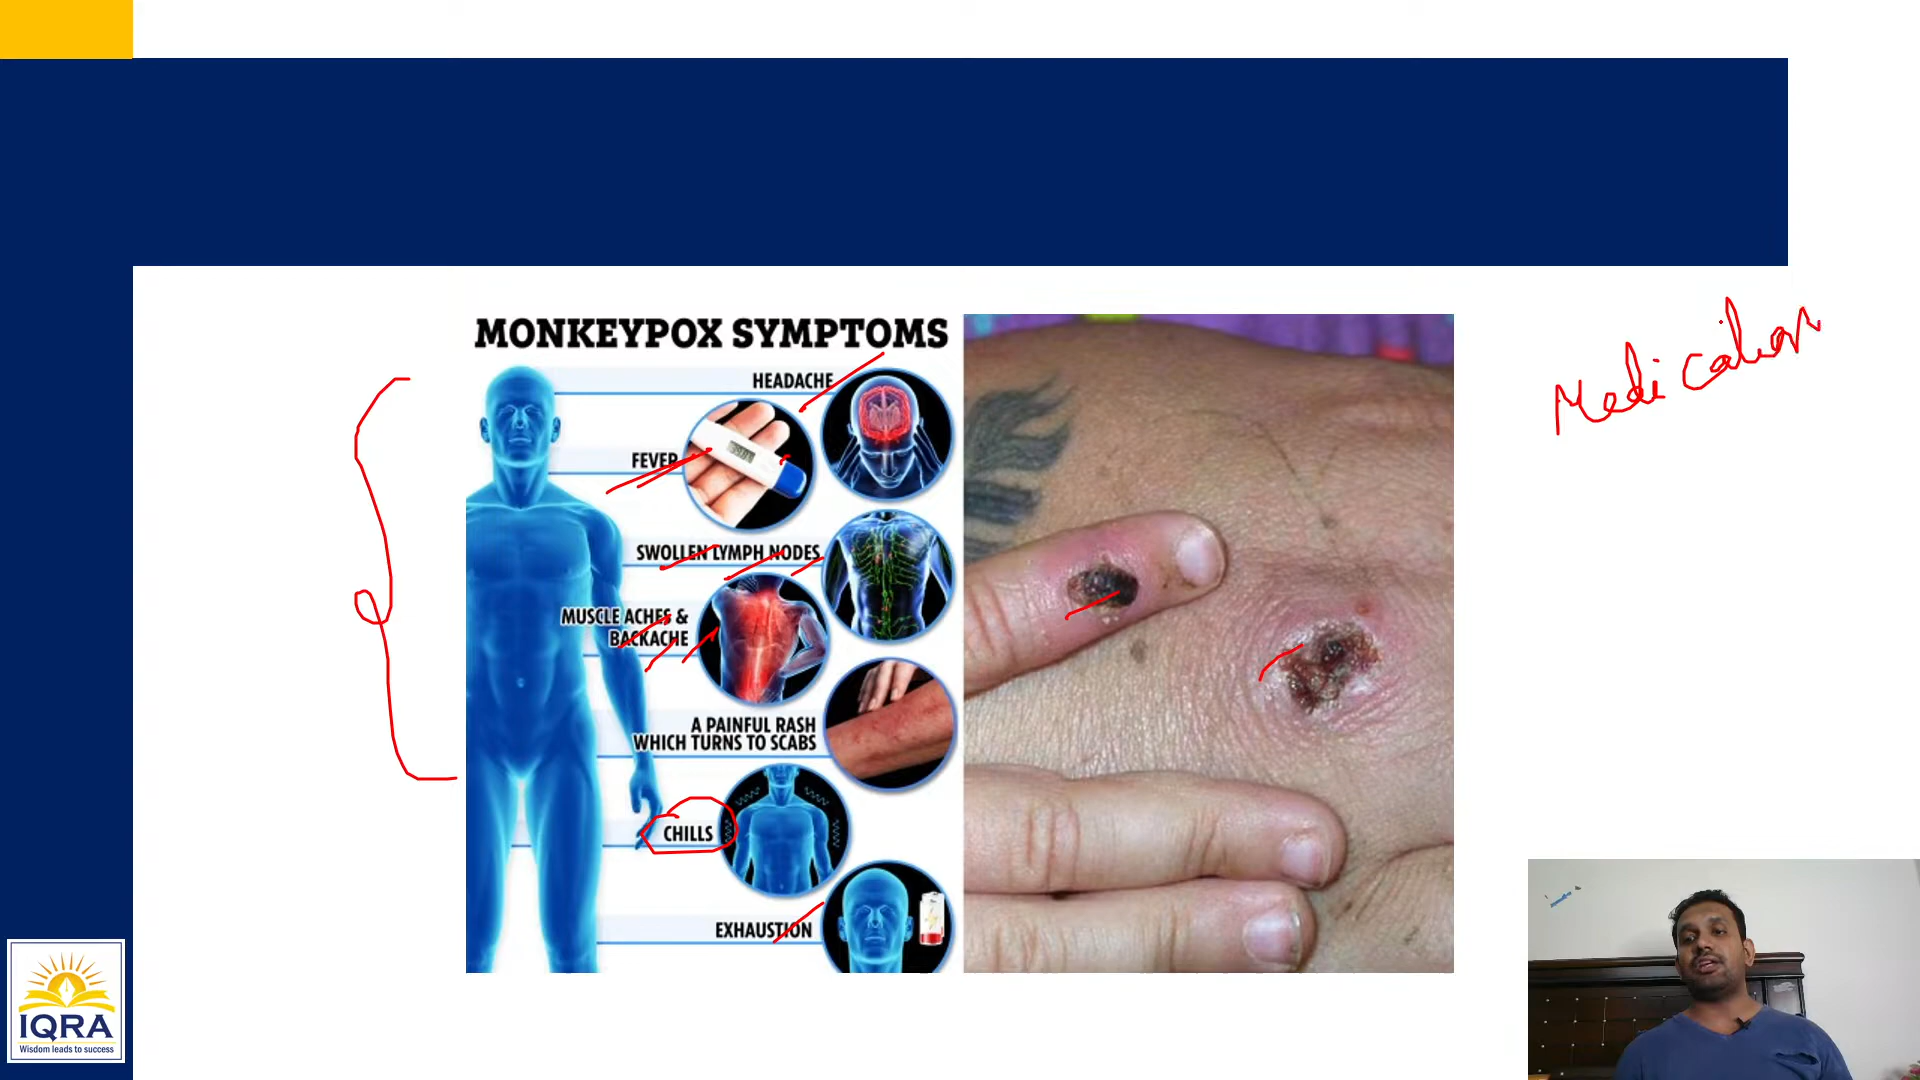 MONKEYPOX SYMPTOMS
HEADACHE
FEVER
SWOLLEN LYMPH NODES
MUSCLE ACHES &
BACKACHE
A PAINFUL RASH
WHICH TURNS TO SCABS
CHILLS
EXHAUSTION
Medication
IQRA
Wisdom leads to success